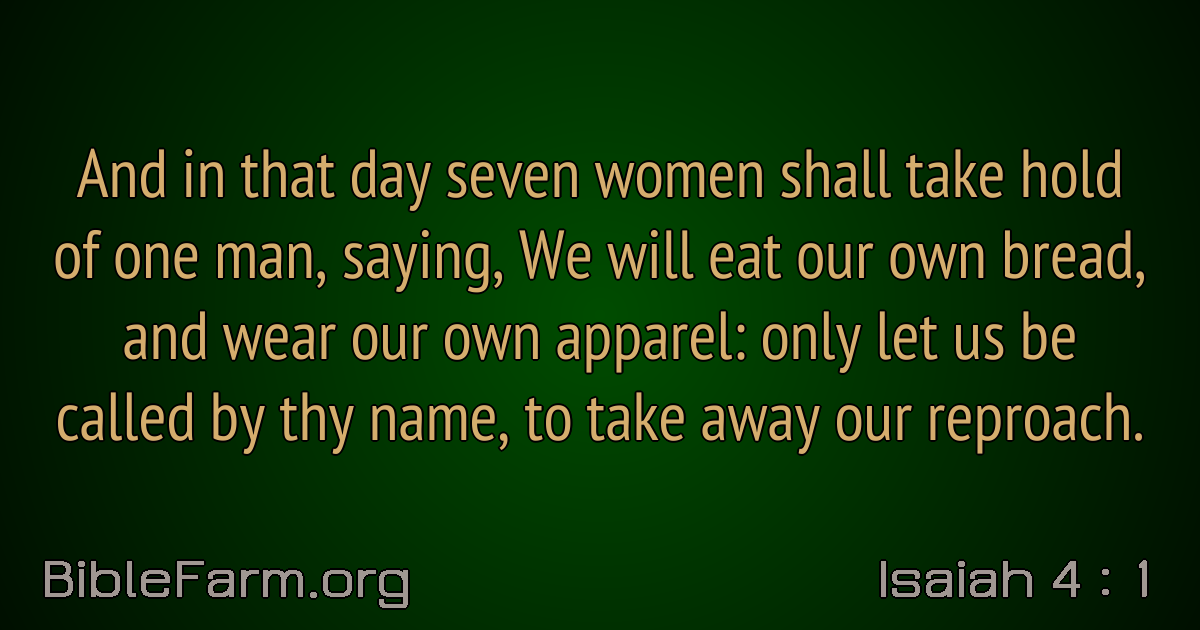 And in that day seven women shall take hold
of one man, saying, We will eat our own bread,
and wear our own apparel: only let us be
called by thy name, to take away our reproach.
BibleFarm.org
Isaiah 4 : 1